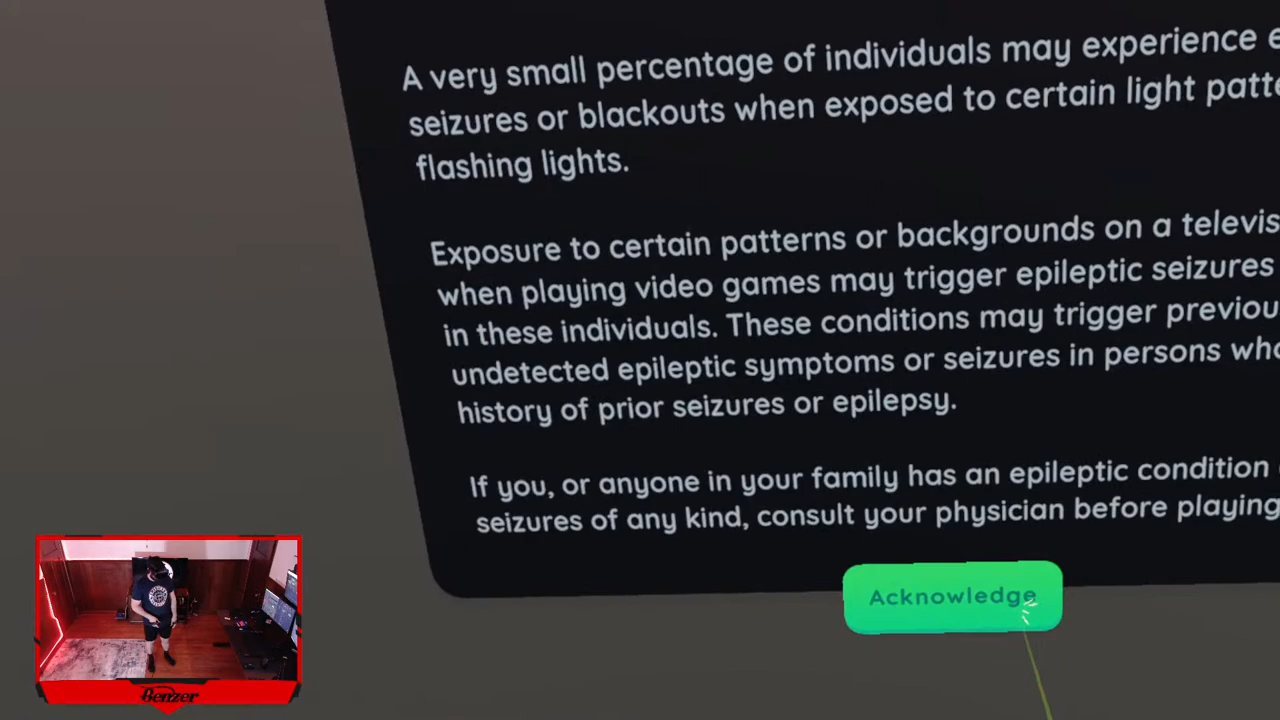 A very small percentage of individuals may experience
seizures or blackouts when exposed to certain light
flashing lights.
Exposure to certain patterns or backgrounds on a
when playing video games may trigger epileptic seizures
in these individuals. These conditions may trigger
undetected epileptic symptoms or seizures in persons
history of prior seizures or epilepsy.
If you, or anyone in your family has an epileptic condition
seizures of any kind, consult your physician before playing
Acknowledge
Benzer